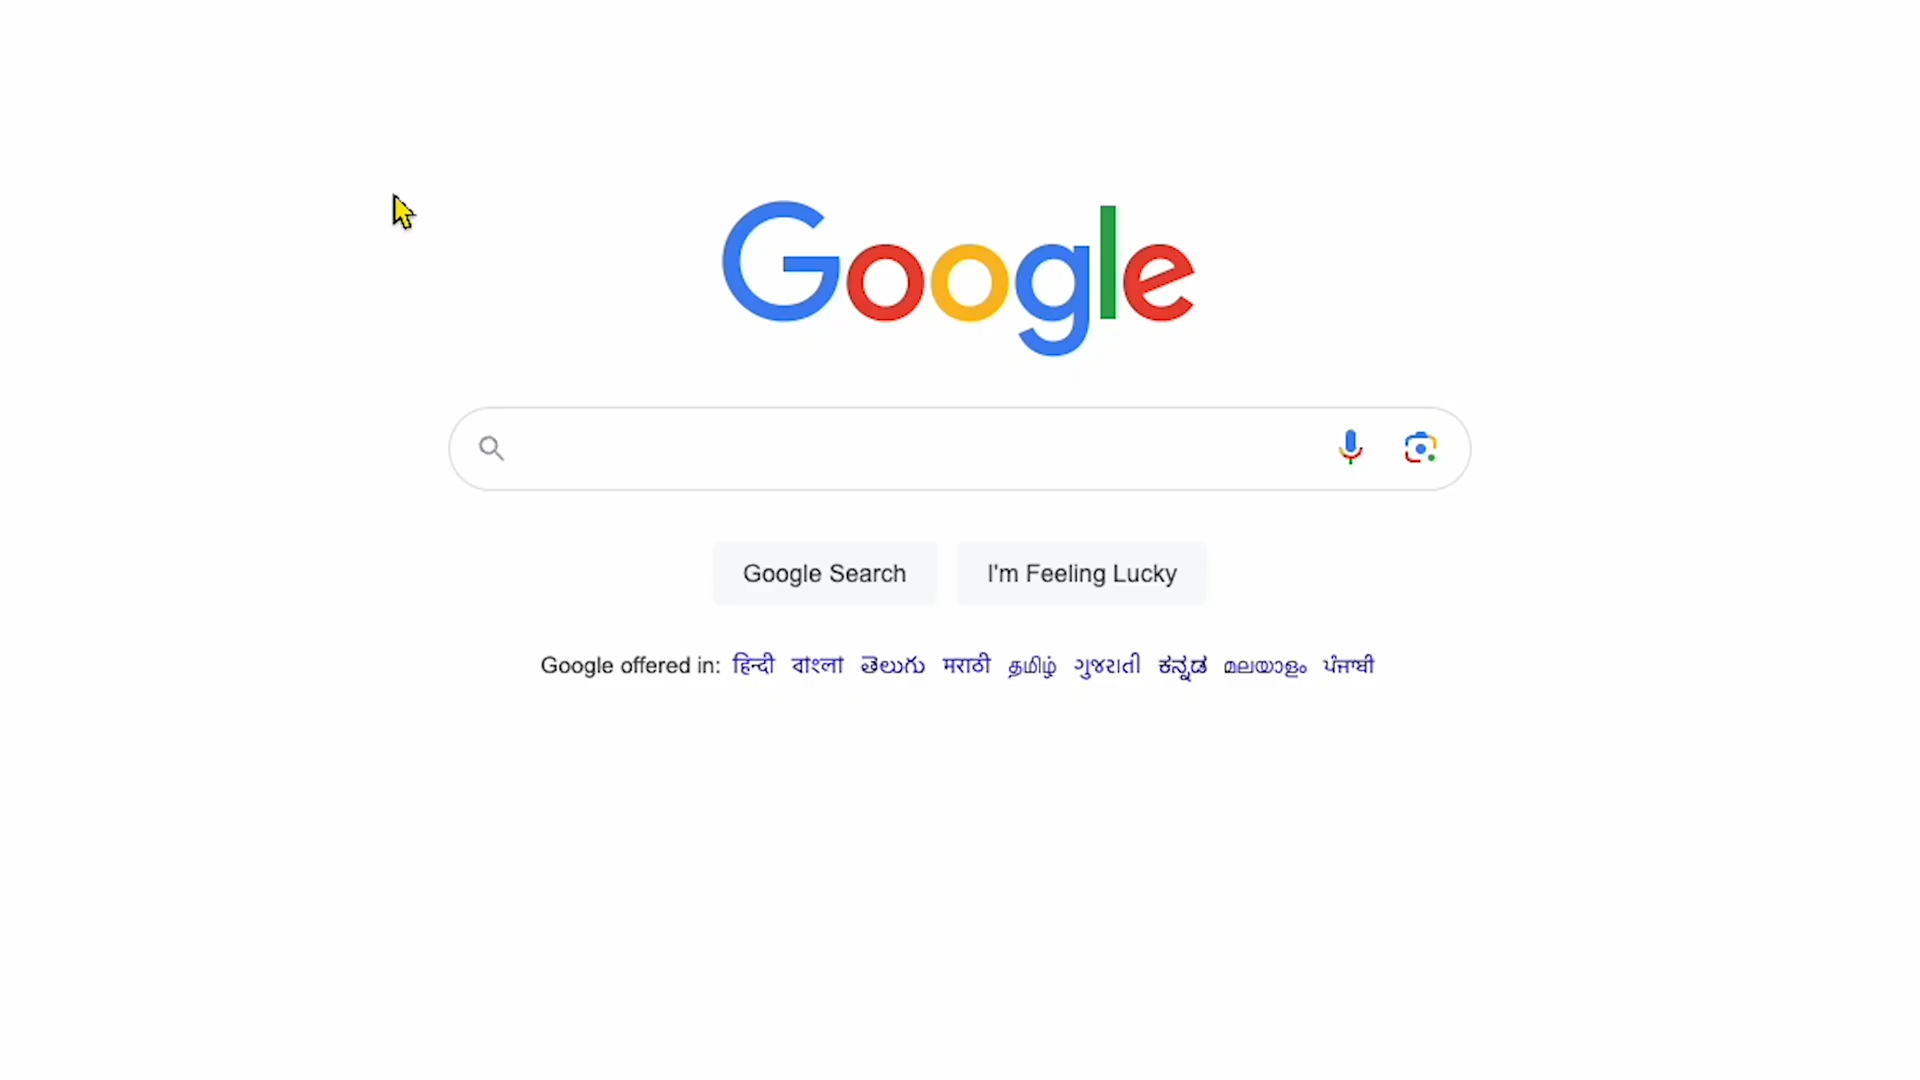 Google
Google Search
I'm Feeling Lucky
Google offered in: हिन्दी বাংলা తెలుగు मराठी தமிழ் ગુજરાતી ಕನ್ನಡ മലയാളം ਪੰਜਾਬੀ